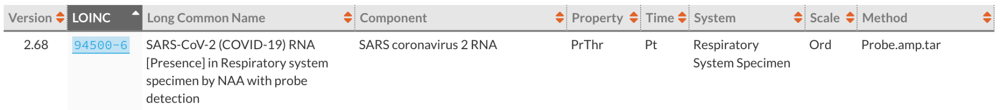 Version LOINC Long Common Name Component Property Time System Scale Method
2.68 94500-6 SARS-CoV-2 (COVID-19) RNA SARS coronavirus 2 RNA PrThr Pt Respiratory Ord Probe.amp.tar
[Presence] in Respiratory system System Specimen
specimen by NAA with probe
detection